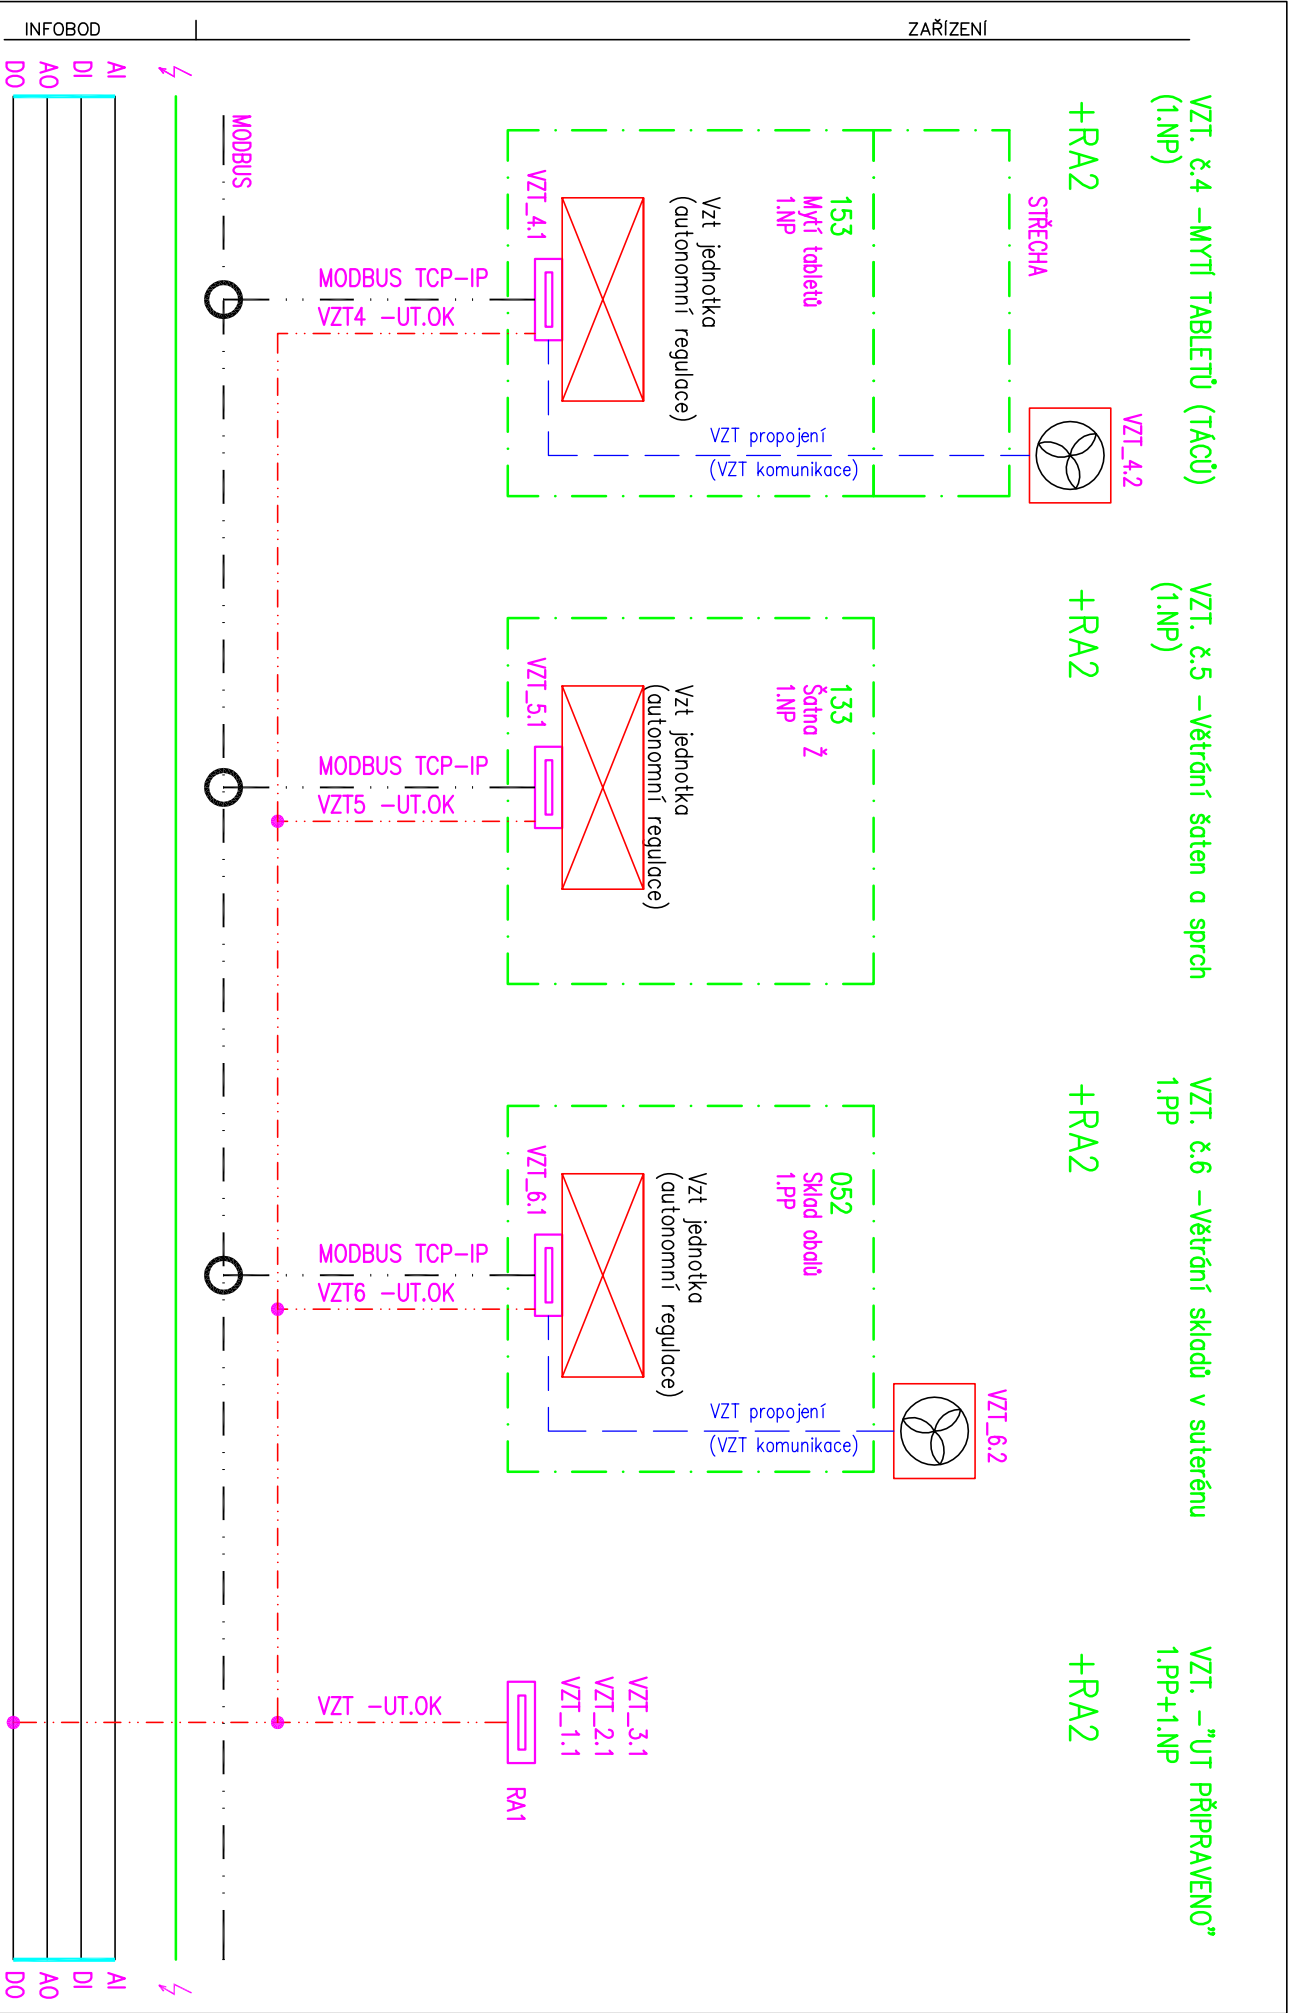 INFOBOD
ZAŘÍZENÍ
VZT. č.4 –MYTÍ TABLETŮ (TÁCŮ)
(1.NP)
+RA2
STŘECHA
VZT_4.2
153
Mytí tabletů
1.NP
Vzt jednotka
(autonomní regulace)
VZT_4.1
VZT propojení
(VZT komunikace)
MODBUS TCP–IP
VZT4 –UT.OK
VZT. č.5 –Větrání šaten a sprch
(1.NP)
+RA2
133
Šatna Ž
1.NP
Vzt jednotka
(autonomní regulace)
VZT_5.1
MODBUS TCP–IP
VZT5 –UT.OK
VZT. č.6 –Větrání skladů v suterénu
1.PP
+RA2
VZT_6.2
052
Sklad obalů
1.PP
Vzt jednotka
(autonomní regulace)
VZT_6.1
VZT propojení
(VZT komunikace)
MODBUS TCP–IP
VZT6 –UT.OK
VZT. –"UT PŘIPRAVENO"
1.PP+1.NP
+RA2
VZT_3.1
VZT_2.1
VZT_1.1
RA1
VZT –UT.OK
MODBUS
AI
DI
AO
DO
AI
DI
AO
DO